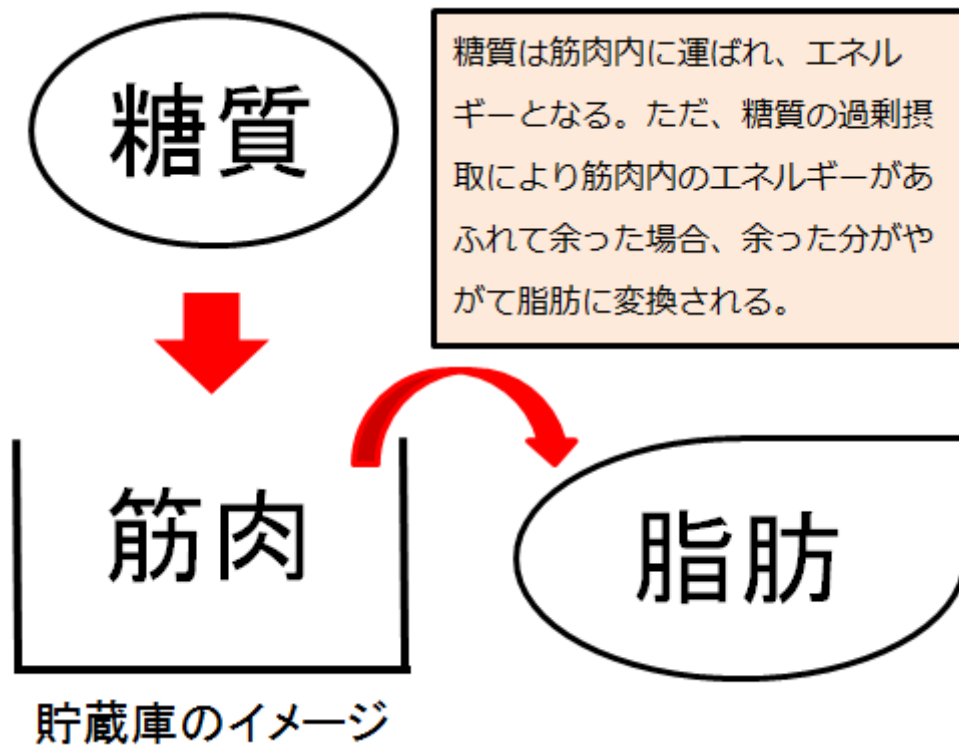 糖質
糖質は筋肉内に運ばれ、エネル
ギーとなる。ただ、糖質の過剰摂
取により筋肉内のエネルギーがあ
ふれて余った場合、余った分がや
がて脂肪に変換される。
筋肉
脂肪
貯蔵庫のイメージ